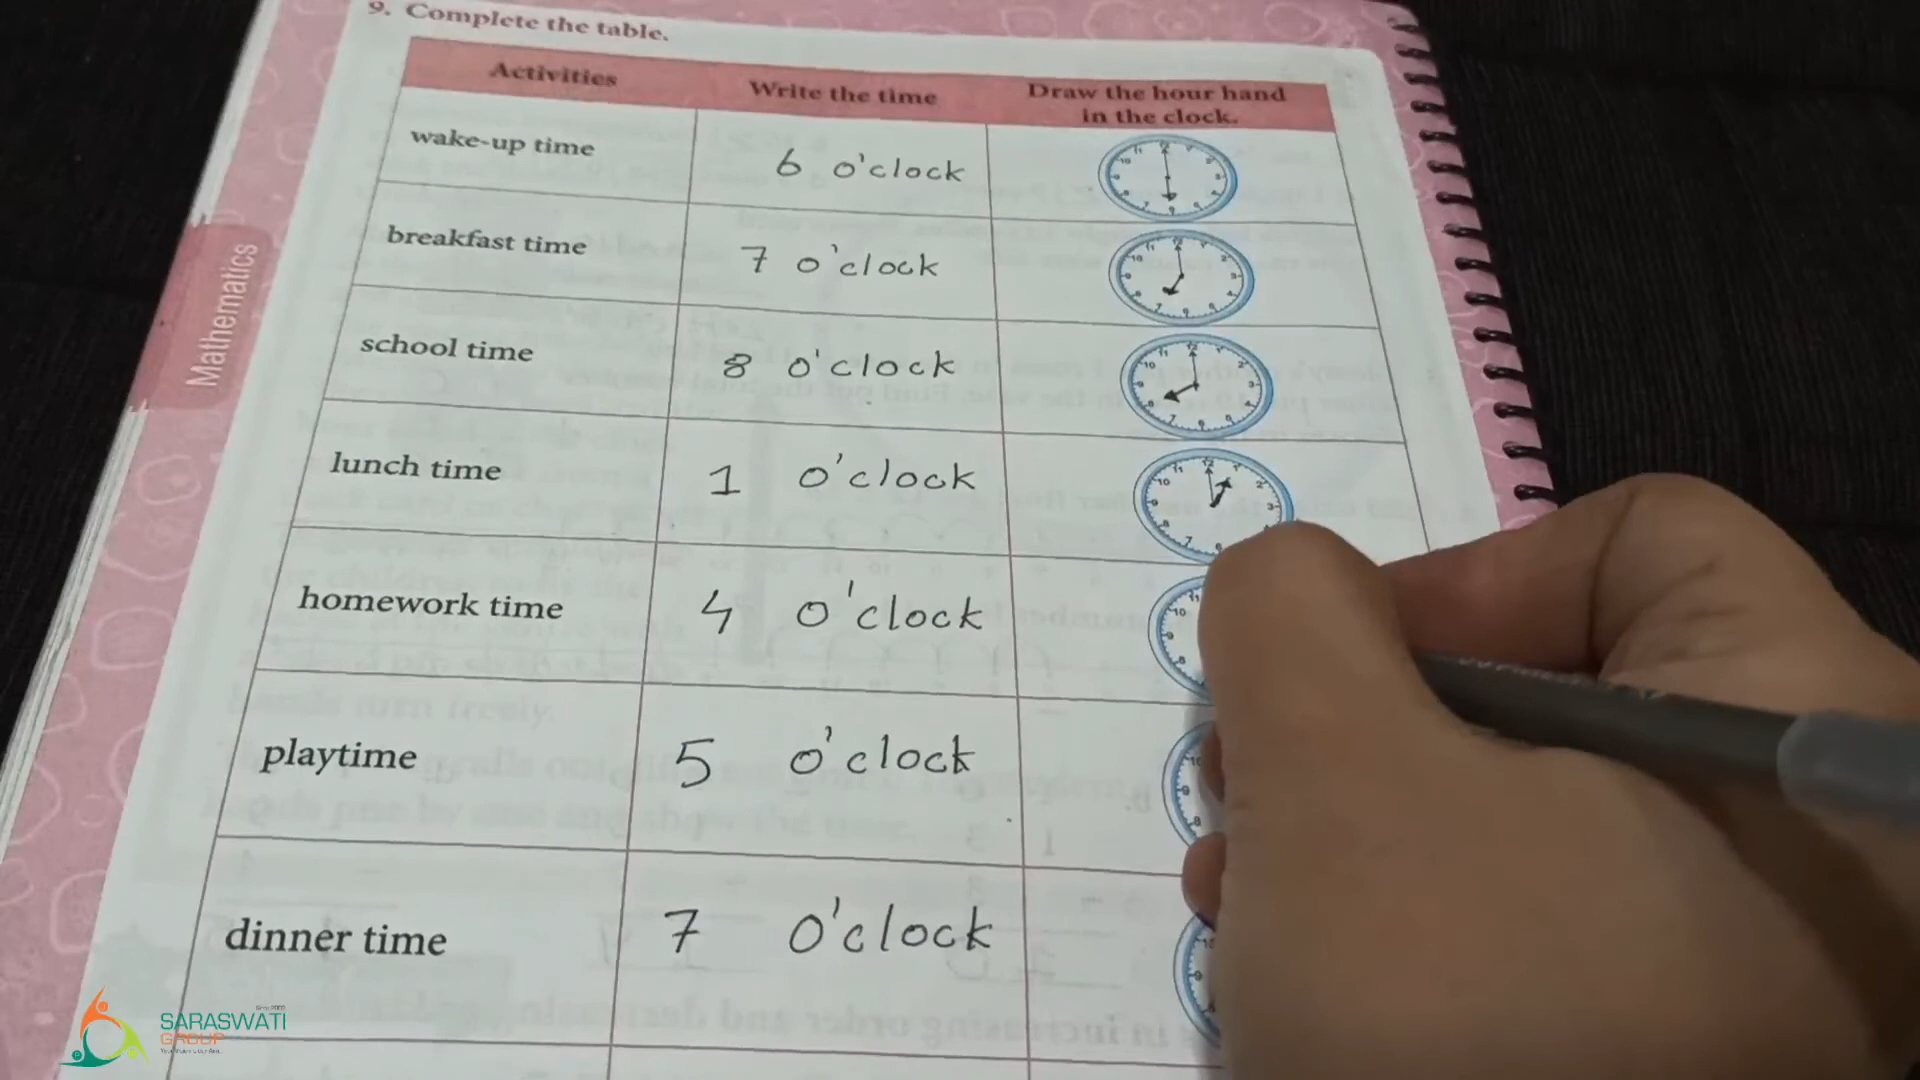 9. Complete the table.
Activities Write the time Draw the hour hand
in the clock.
wake-up time 6 o'clock
breakfast time 7 o'clock
school time 8 o'clock
lunch time 1 o'clock
homework time 4 o'clock
playtime 5 o'clock
dinner time 7 o'clock
Mathematics
SARASWATI
GROUP